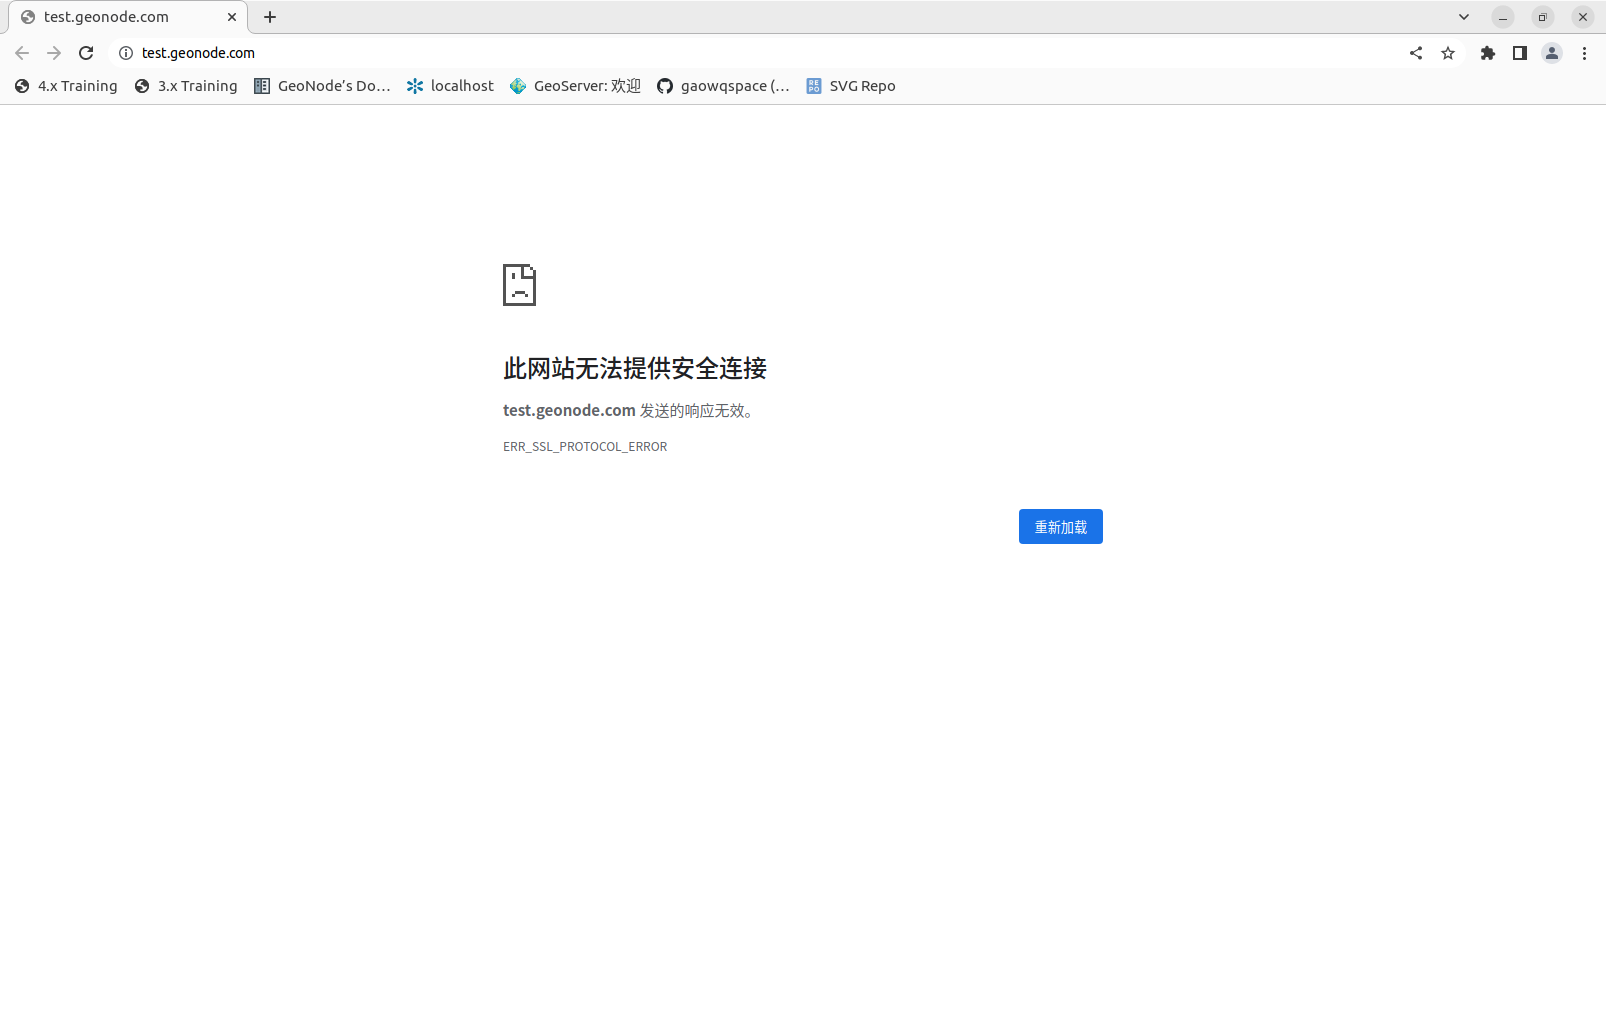 test.geonode.com
test.geonode.com
4.x Training 3.x Training GeoNode's Do... localhost GeoServer: 欢迎 gaowqspace (... REPO SVG Repo
此网站无法提供安全连接
test.geonode.com 发送的响应无效。
ERR_SSL_PROTOCOL_ERROR
重新加载